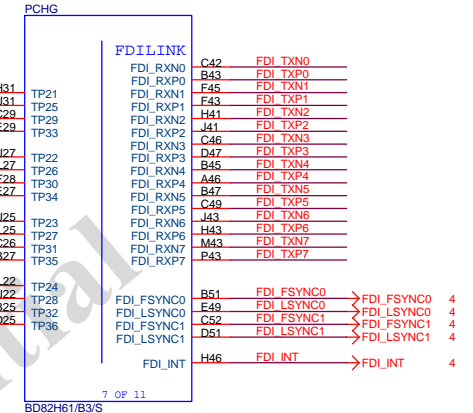 PCHG
FDILINK
FDI_RXN0 C42 FDI_TXN0
FDI_RXP0 B43 FDI_TXP0
TP21 FDI_RXN1 F45 FDI_TXN1
TP25 FDI_RXP1 F43 FDI_TXP1
TP29 FDI_RXN2 H41 FDI_TXN2
TP33 FDI_RXP2 J41 FDI_TXP2
FDI_RXN3 C46 FDI_TXN3
TP22 FDI_RXP3 D47 FDI_TXP3
TP26 FDI_RXN4 B45 FDI_TXN4
TP30 FDI_RXP4 A46 FDI_TXP4
TP34 FDI_RXN5 B47 FDI_TXN5
FDI_RXP5 C49 FDI_TXP5
TP23 FDI_RXN6 J43 FDI_TXN6
TP27 FDI_RXP6 H43 FDI_TXP6
TP31 FDI_RXN7 M43 FDI_TXN7
TP35 FDI_RXP7 P43 FDI_TXP7
TP24
TP28 FDI_FSYNC0 B51 FDI_FSYNC0 FDI_FSYNC0 4
TP32 FDI_LSYNC0 E49 FDI_LSYNC0 FDI_LSYNC0 4
TP36 FDI_FSYNC1 C52 FDI_FSYNC1 FDI_FSYNC1 4
FDI_LSYNC1 D51 FDI_LSYNC1 FDI_LSYNC1 4
FDI_INT H46 FDI_INT FDI_INT 4
7 OF 11
BD82H61/B3/S